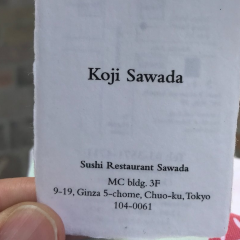 Koji Sawada
Sushi Restaurant Sawada
MC bldg. 3F
9-19, Ginza 5-chome, Chuo-ku, Tokyo
104-0061